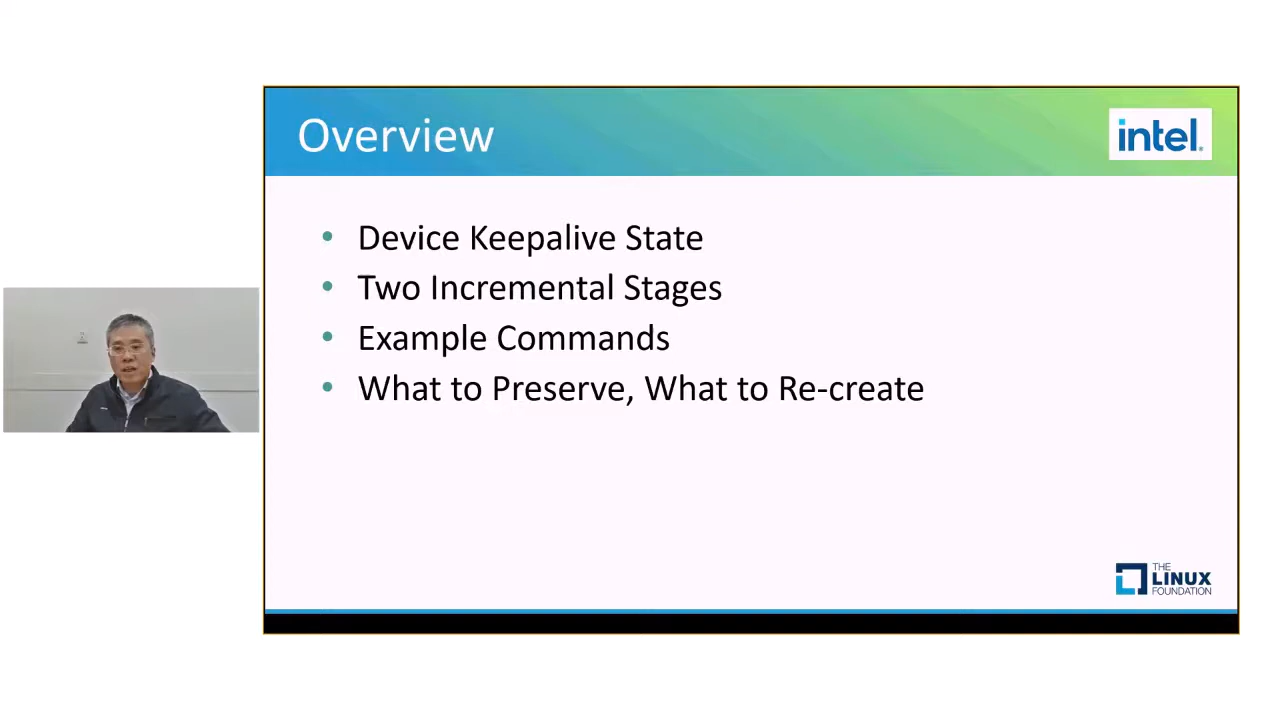 Overview
intel.
• Device Keepalive State
• Two Incremental Stages
• Example Commands
• What to Preserve, What to Re-create
THE
LINUX
FOUNDATION